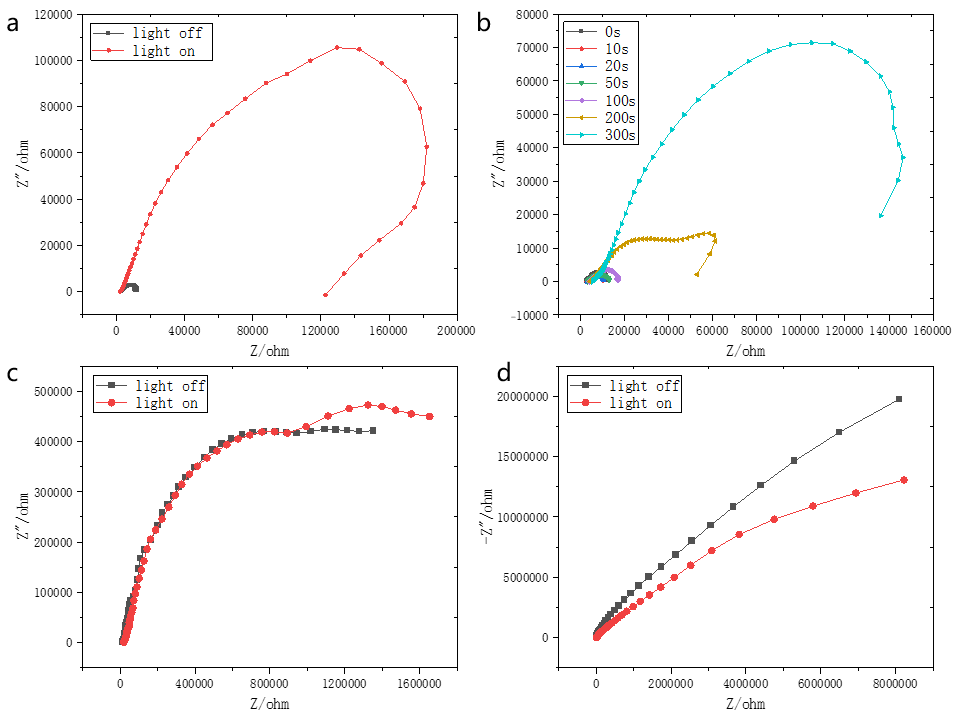 a
120000
100000
80000
60000
40000
20000
0
Z″/ohm
light off
light on
0
40000
80000
120000
160000
200000
Z/ohm
b
80000
70000
60000
50000
40000
30000
20000
10000
0
-10000
Z″/ohm
0s
10s
20s
50s
100s
200s
300s
0
20000
40000
60000
80000
100000
120000
140000
160000
Z/ohm
c
500000
400000
300000
200000
100000
0
Z″/ohm
light off
light on
0
400000
800000
1200000
1600000
Z/ohm
d
20000000
15000000
10000000
5000000
0
-Z″/ohm
light off
light on
0
2000000
4000000
6000000
8000000
Z/ohm